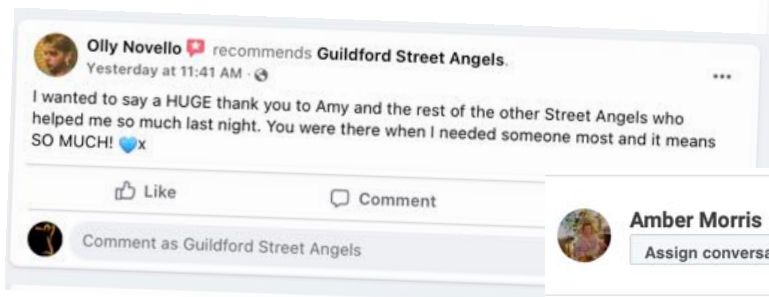 Olly Novello recommends Guildford Street Angels.
Yesterday at 11:41 AM ·
I wanted to say a HUGE thank you to Amy and the rest of the other Street Angels who
helped me so much last night. You were there when I needed someone most and it means
SO MUCH! 💙x
Like
Comment
Comment as Guildford Street Angels
Amber Morris
Assign conversa